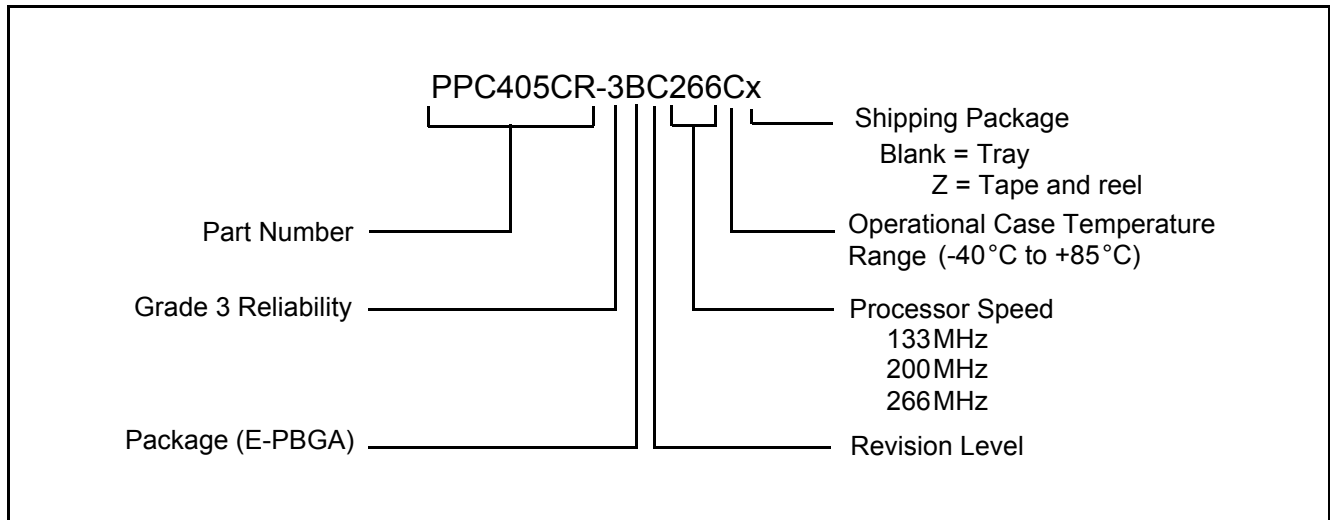 PPC405CR-3BC266Cx
Shipping Package
Blank = Tray
Z = Tape and reel
Part Number
Operational Case Temperature
Range (-40°C to +85°C)
Grade 3 Reliability
Processor Speed
133MHz
200MHz
266MHz
Package (E-PBGA)
Revision Level